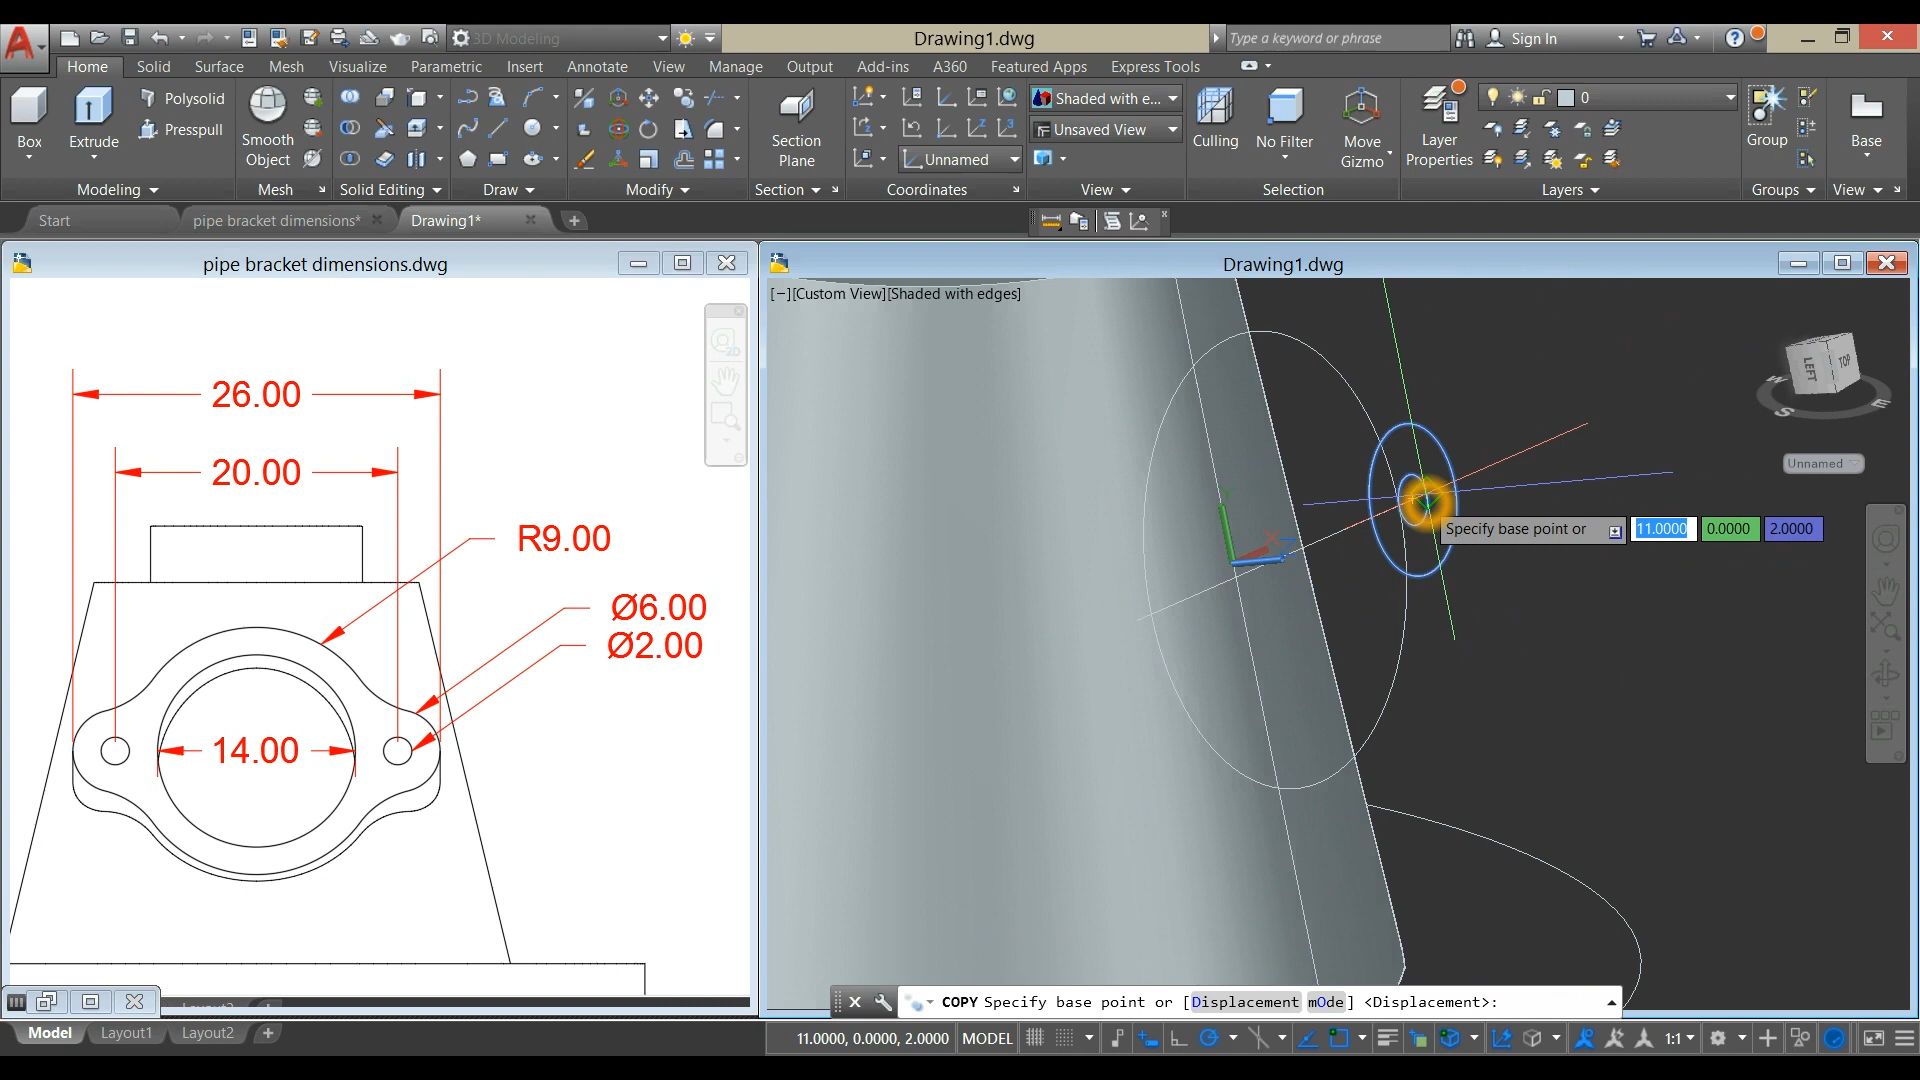 3D Modeling
Drawing1.dwg
Type a keyword or phrase
Sign In
Home Solid Surface Mesh Visualize Parametric Insert Annotate View Manage Output Add-ins A360 Featured Apps Express Tools
Polysolid
Presspull
Box
Extrude
Smooth Object
Section Plane
Shaded with e...
Unsaved View
Unnamed
Culling
No Filter
Move Gizmo
Layer Properties
0
Group
Base
Modeling
Mesh
Solid Editing
Draw
Modify
Section
Coordinates
View
Selection
Layers
Groups
View
Start
pipe bracket dimensions*
Drawing1*
pipe bracket dimensions.dwg
Drawing1.dwg
[−][Custom View][Shaded with edges]
26.00
20.00
R9.00
Ø6.00
Ø2.00
14.00
LEFT
TOP
W
S
E
Unnamed
Y
X
Z
Specify base point or
11.0000
0.0000
2.0000
COPY Specify base point or [Displacement mOde] <Displacement>:
Model
Layout1
Layout2
11.0000, 0.0000, 2.0000
MODEL
1:1